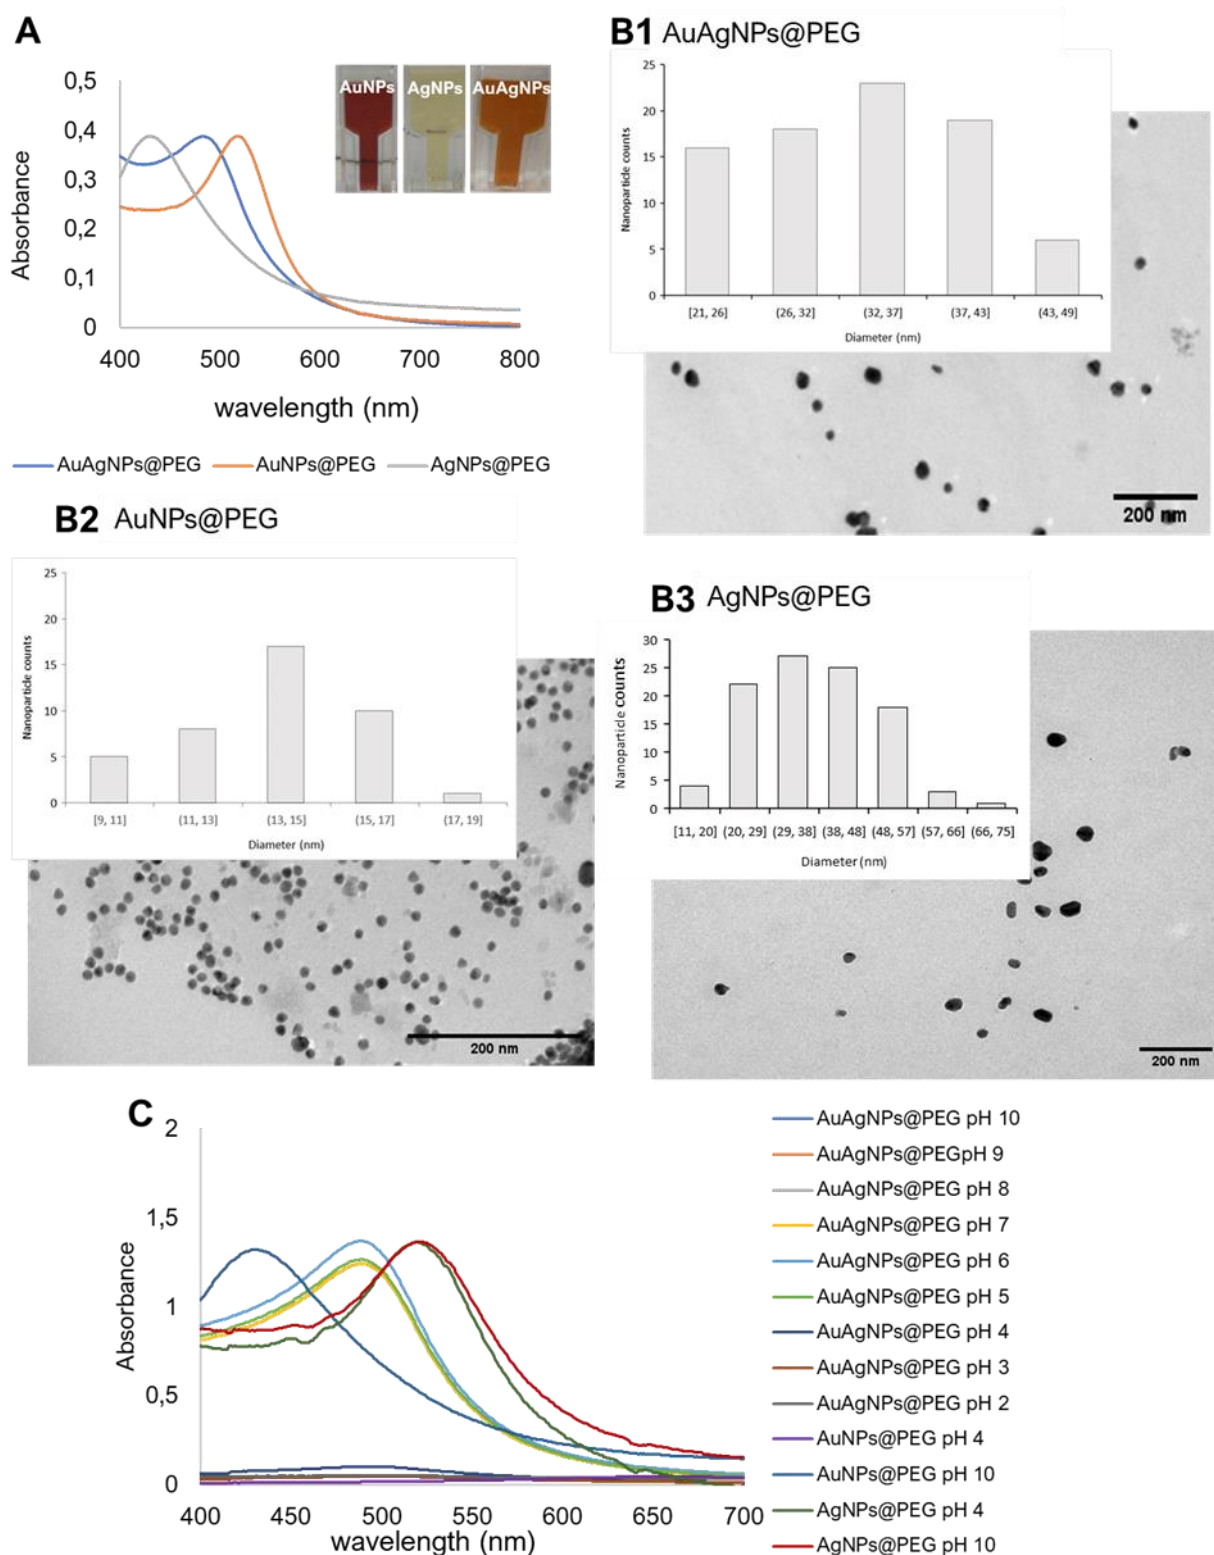 A
0,5
0,4
0,3
0,2
0,1
0
Absorbance
400 500 600 700 800
wavelength (nm)
AuNPs AgNPs AuAgNPs
AuAgNPs@PEG AuNPs@PEG AgNPs@PEG
B1 AuAgNPs@PEG
25
20
15
10
5
0
Nanoparticle counts
[21, 26] (26, 32] (32, 37] (37, 43] (43, 49]
Diameter (nm)
200 nm
B2 AuNPs@PEG
25
20
15
10
5
0
Nanoparticle counts
[9, 11] (11, 13] (13, 15] (15, 17] (17, 19]
Diameter (nm)
200 nm
B3 AgNPs@PEG
30
25
20
15
10
5
0
Nanoparticle counts
[11, 20] (20, 29] (29, 38] (38, 48] (48, 57] (57, 66] (66, 75]
Diameter (nm)
200 nm
C
2
1,5
1
0,5
0
Absorbance
400 450 500 550 600 650 700
wavelength (nm)
AuAgNPs@PEG pH 10
AuAgNPs@PEGpH 9
AuAgNPs@PEG pH 8
AuAgNPs@PEG pH 7
AuAgNPs@PEG pH 6
AuAgNPs@PEG pH 5
AuAgNPs@PEG pH 4
AuAgNPs@PEG pH 3
AuAgNPs@PEG pH 2
AuNPs@PEG pH 4
AuNPs@PEG pH 10
AgNPs@PEG pH 4
AgNPs@PEG pH 10